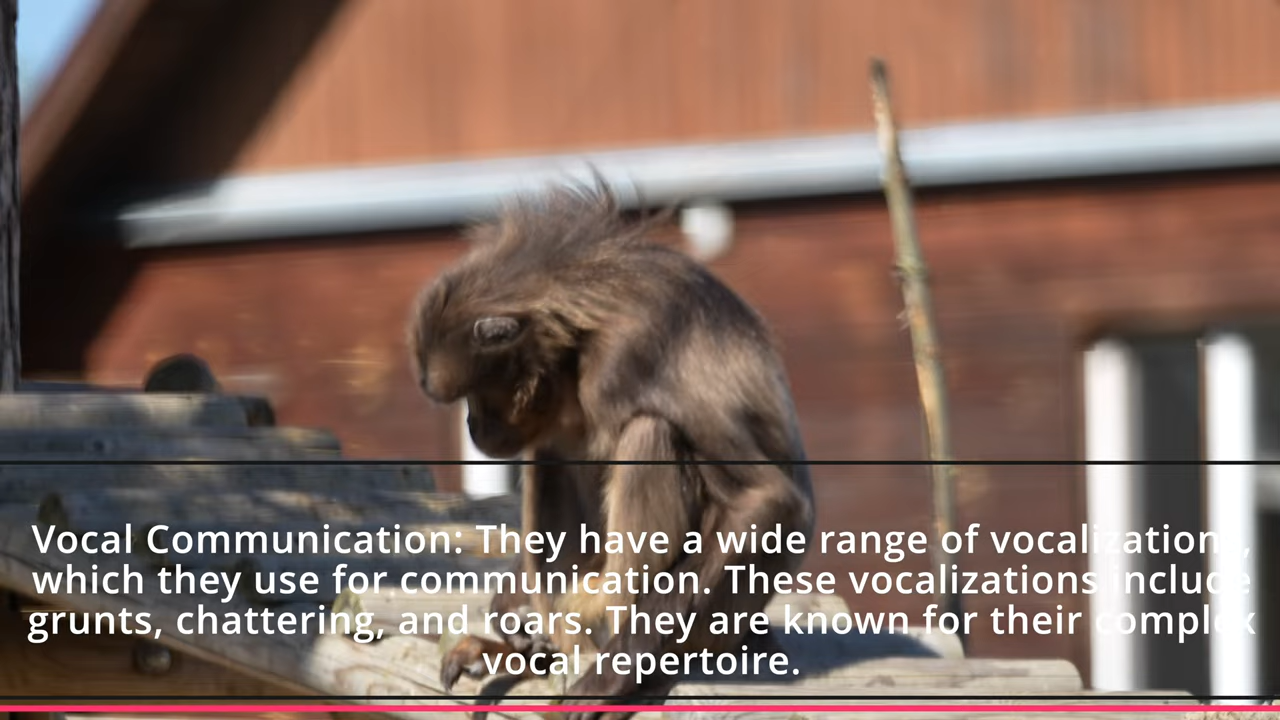 Vocal Communication: They have a wide range of vocalizations,
which they use for communication. These vocalizations include
grunts, chattering, and roars. They are known for their complex
vocal repertoire.